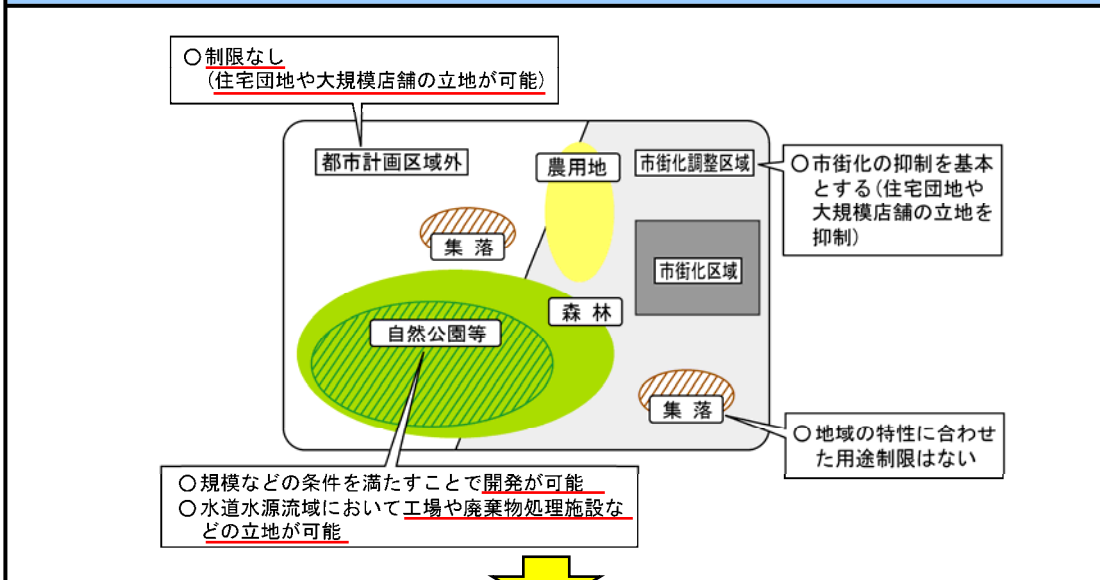 ○制限なし
(住宅団地や大規模店舗の立地が可能)
都市計画区域外
農用地
市街化調整区域
○市街化の抑制を基本
とする(住宅団地や
大規模店舗の立地を
抑制)
集 落
市街化区域
森 林
自然公園等
集 落
○地域の特性に合わせ
た用途制限はない
○規模などの条件を満たすことで開発が可能
○水道水源流域において工場や廃棄物処理施設な
どの立地が可能